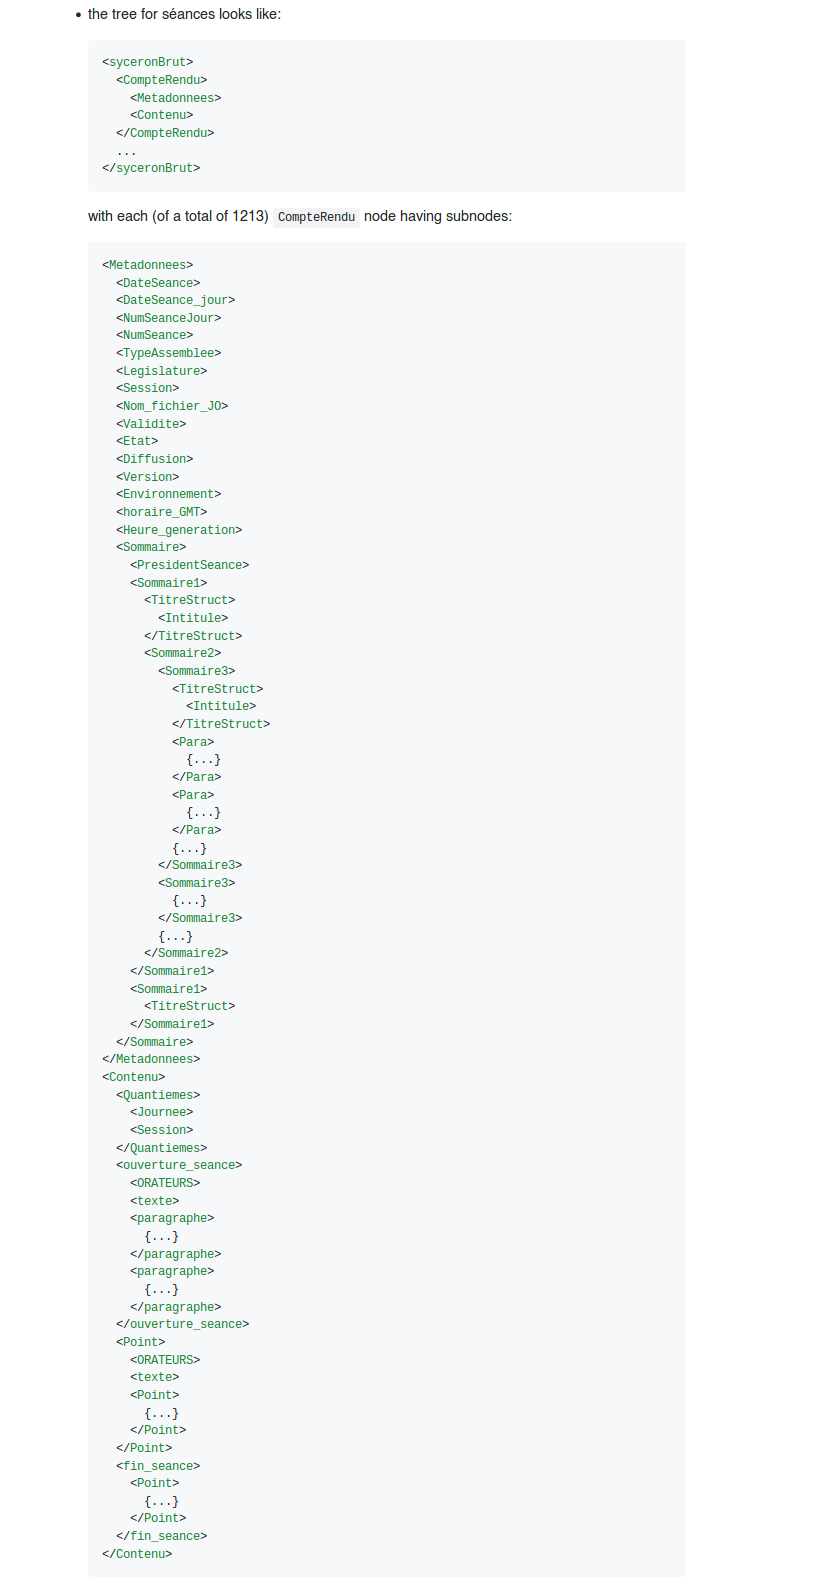 • the tree for séances looks like:
<syceronBrut>
  <CompteRendu>
    <Metadonnees>
    <Contenu>
  </CompteRendu>
  ...
</syceronBrut>
with each (of a total of 1213) CompteRendu node having subnodes:
<Metadonnees>
  <DateSeance>
  <DateSeance_jour>
  <NumSeanceJour>
  <NumSeance>
  <TypeAssemblee>
  <Legislature>
  <Session>
  <Nom_fichier_JO>
  <Validite>
  <Etat>
  <Diffusion>
  <Version>
  <Environnement>
  <horaire_GMT>
  <Heure_generation>
  <Sommaire>
    <PresidentSeance>
    <Sommaire1>
      <TitreStruct>
        <Intitule>
      </TitreStruct>
      <Sommaire2>
        <Sommaire3>
          <TitreStruct>
            <Intitule>
          </TitreStruct>
          <Para>
            {...}
          </Para>
          <Para>
            {...}
          </Para>
          {...}
        </Sommaire3>
        <Sommaire3>
          {...}
        </Sommaire3>
        {...}
      </Sommaire2>
    </Sommaire1>
    <Sommaire1>
      <TitreStruct>
    </Sommaire1>
  </Sommaire>
</Metadonnees>
<Contenu>
  <Quantiemes>
    <Journee>
    <Session>
  </Quantiemes>
  <ouverture_seance>
    <ORATEURS>
    <texte>
    <paragraphe>
      {...}
    </paragraphe>
    <paragraphe>
      {...}
    </paragraphe>
  </ouverture_seance>
  <Point>
    <ORATEURS>
    <texte>
    <Point>
      {...}
    </Point>
  </Point>
  <fin_seance>
    <Point>
      {...}
    </Point>
  </fin_seance>
</Contenu>